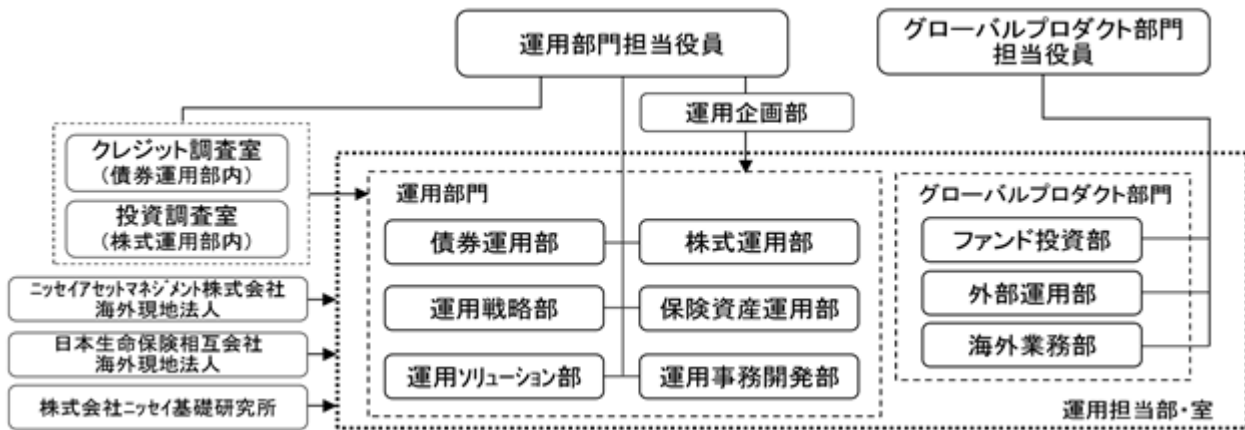 運用部門担当役員
グローバルプロダクト部門
担当役員
運用企画部
クレジット調査室
（債券運用部内）
投資調査室
（株式運用部内）
運用部門
債券運用部
株式運用部
運用戦略部
保険資産運用部
運用ソリューション部
運用事務開発部
グローバルプロダクト部門
ファンド投資部
外部運用部
海外業務部
ニッセイアセットマネジメント株式会社
海外現地法人
日本生命保険相互会社
海外現地法人
株式会社ニッセイ基礎研究所
運用担当部・室